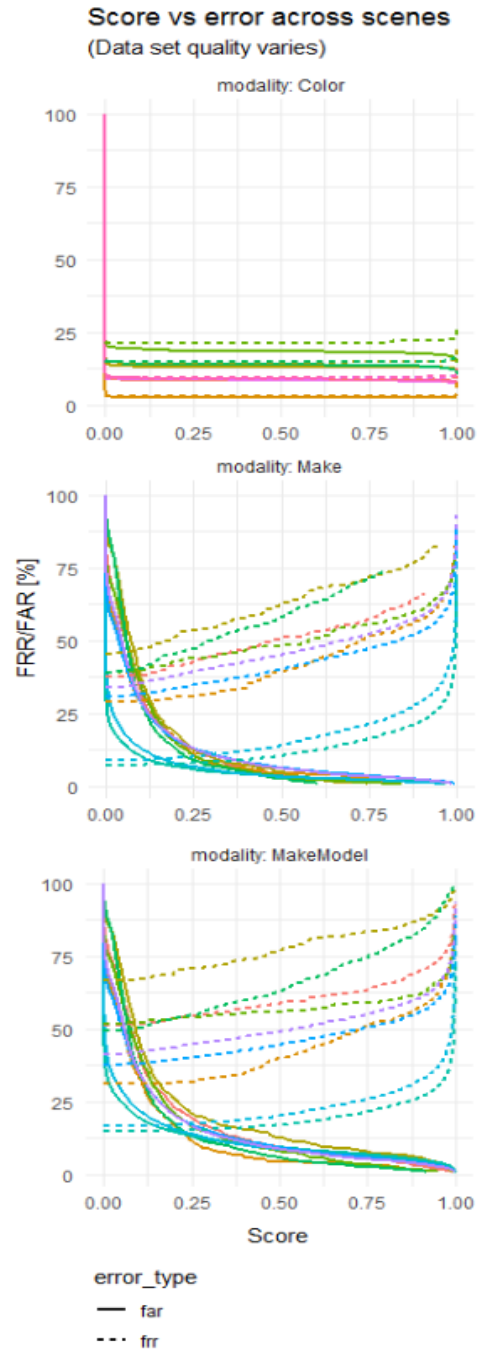 Score vs error across scenes
(Data set quality varies)
modality: Color
100
75
50
25
0
0.00 0.25 0.50 0.75 1.00
modality: Make
100
75
50
25
0
0.00 0.25 0.50 0.75 1.00
modality: MakeModel
100
75
50
25
0
0.00 0.25 0.50 0.75 1.00
FRR/FAR [%]
Score
error_type
far
frr